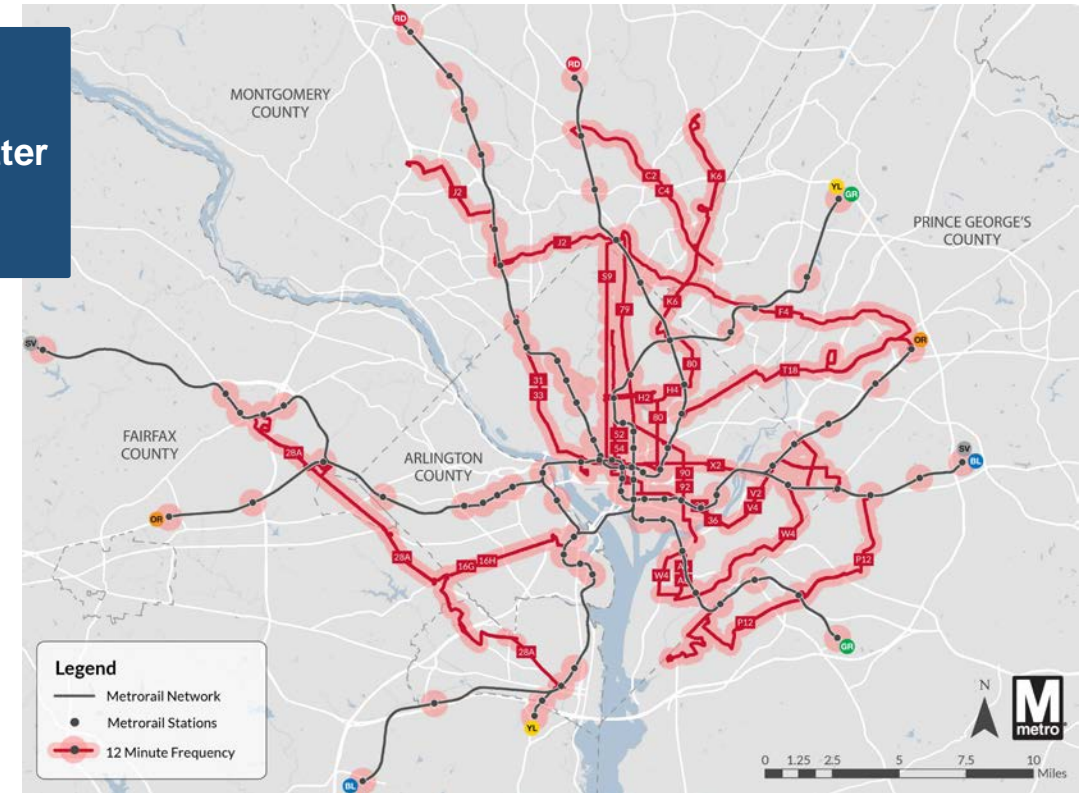 ter
RD
RD
MONTGOMERY
COUNTY
C2
C4
K6
J2
YL
GR
PRINCE GEORGE'S
COUNTY
J2
S9
79
K6
F4
SV
OR
80
T18
31
33
H2
H4
80
FAIRFAX
COUNTY
ARLINGTON
COUNTY
52
54
28A
X2
90
92
SV
BL
V2
V4
OR
36
W4
28A
16G
16H
W4
P12
P12
28A
GR
YL
BL
Legend
Metrorail Network
Metrorail Stations
12 Minute Frequency
N
M
metro
0 1.25 2.5 5 7.5 10
Miles